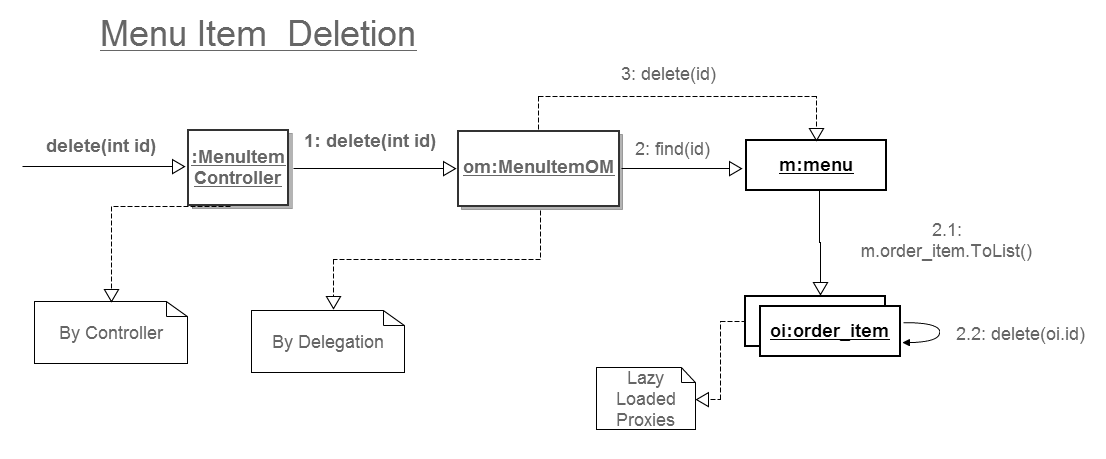 Menu Item  Deletion
3: delete(id)
delete(int id)
:MenuItem
Controller
1: delete(int id)
om:MenuItemOM
2: find(id)
m:menu
2.1:
m.order_item.ToList()
By Controller
By Delegation
oi:order_item
2.2: delete(oi.id)
Lazy
Loaded
Proxies